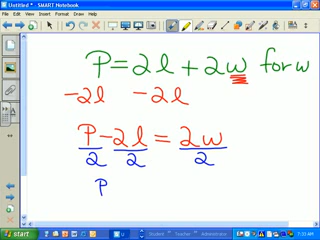 Untitled * - SMART Notebook
File Edit View Insert Format Draw Help
P = 2l + 2w for w
-2l -2l
P - 2l = 2w
2 2 2
P
start
Student
Teacher
Administrator
7:32 AM